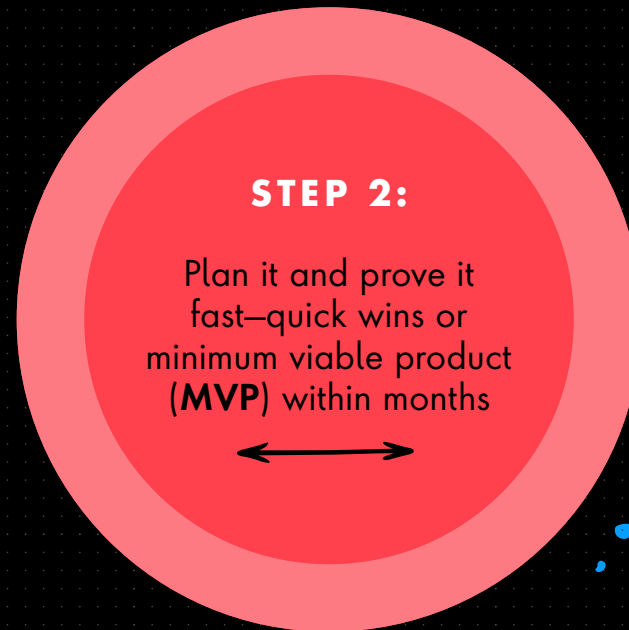 STEP 2:
Plan it and prove it
fast—quick wins or
minimum viable product
(MVP) within months